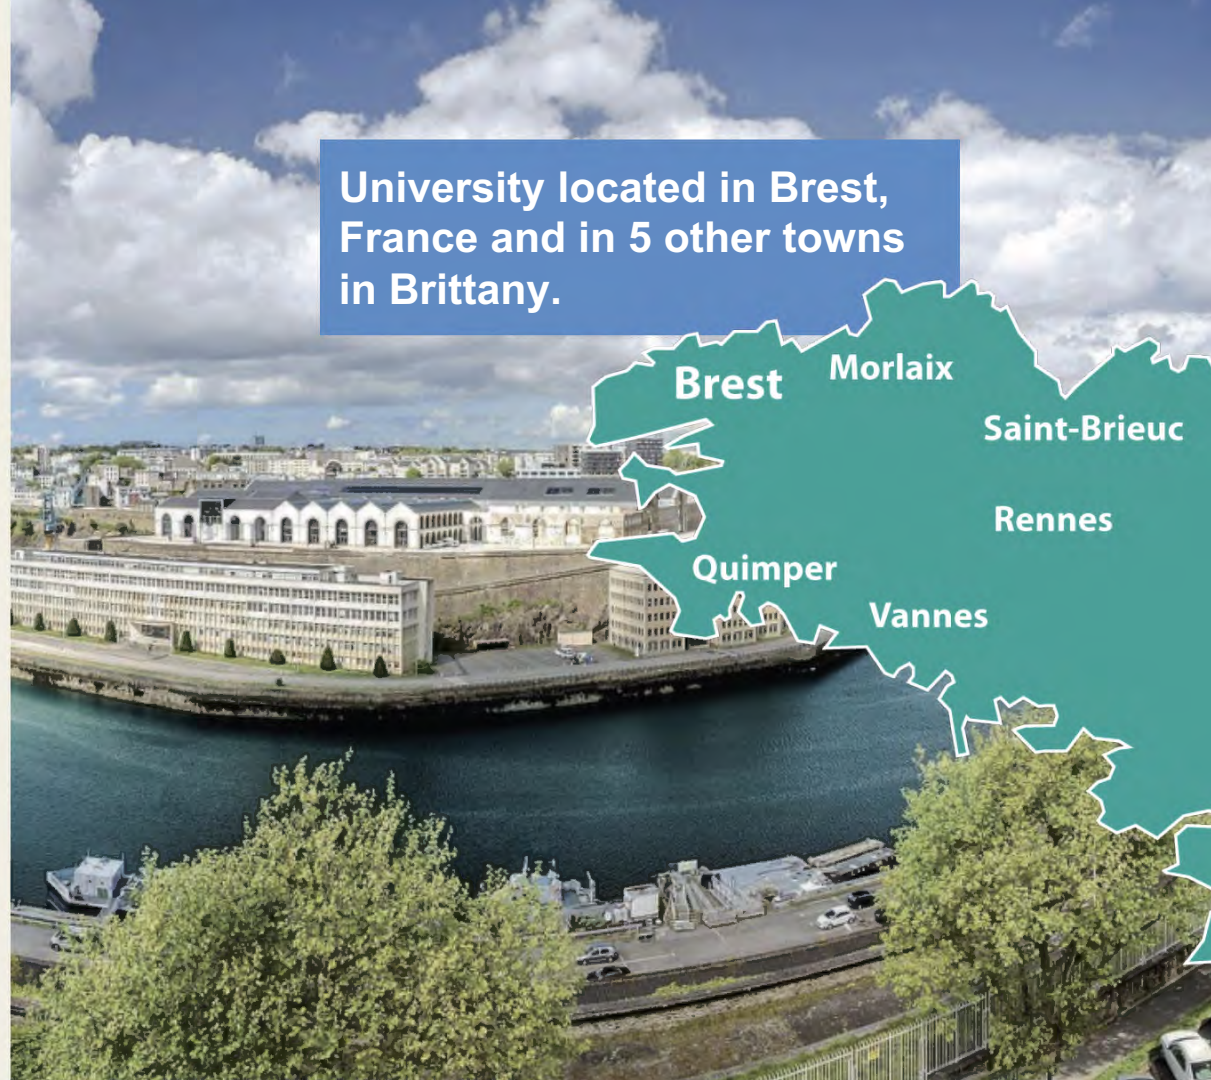 University located in Brest,
France and in 5 other towns
in Brittany.
Brest
Morlaix
Saint-Brieuc
Rennes
Quimper
Vannes